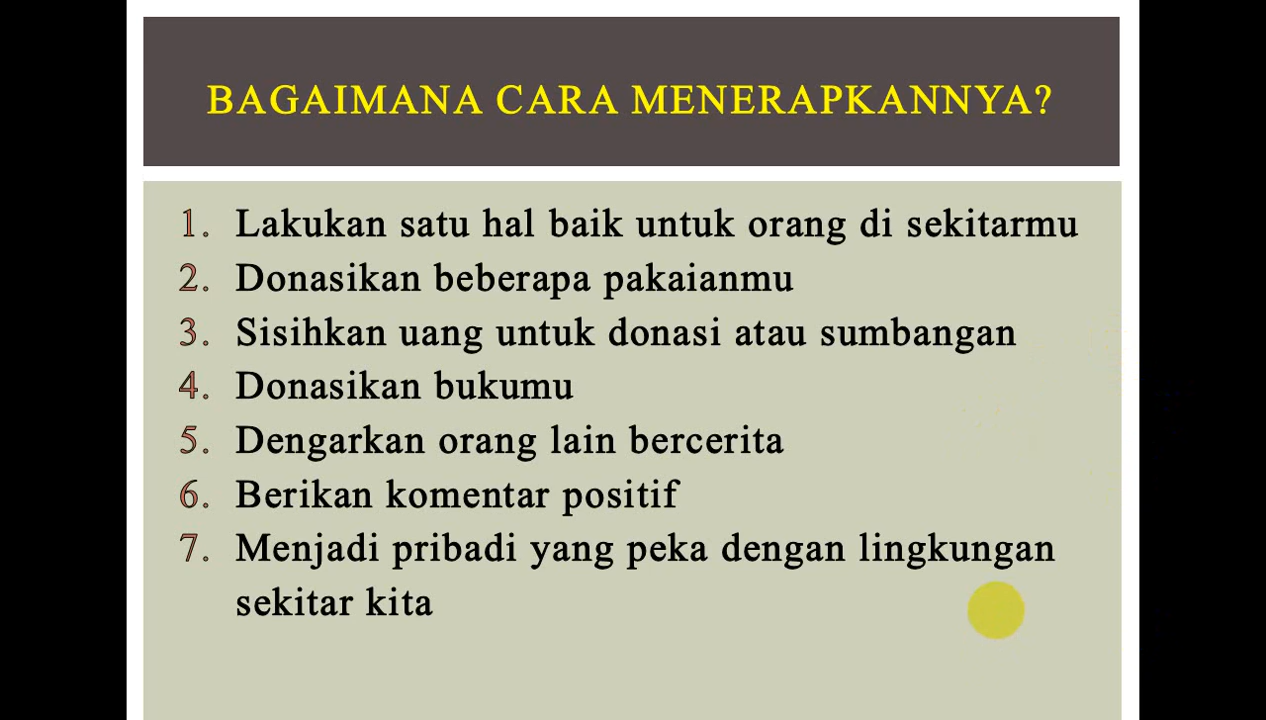 BAGAIMANA CARA MENERAPKANNYA?
1. Lakukan satu hal baik untuk orang di sekitarmu
2. Donasikan beberapa pakaianmu
3. Sisihkan uang untuk donasi atau sumbangan
4. Donasikan bukumu
5. Dengarkan orang lain bercerita
6. Berikan komentar positif
7. Menjadi pribadi yang peka dengan lingkungan
sekitar kita